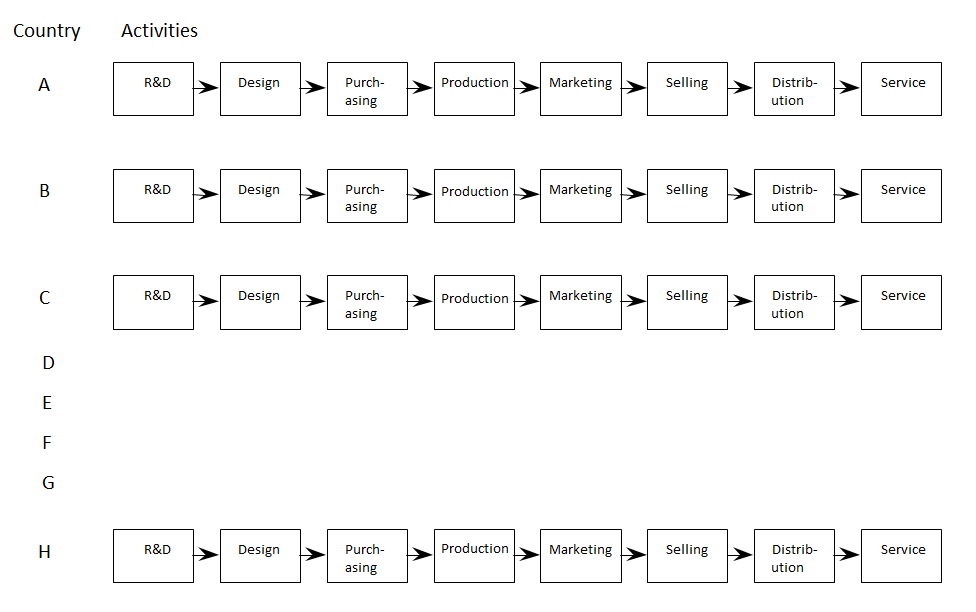 Country Activities
A R&D Design Purch- Production Marketing Selling Distrib- Service
asing ution
B R&D Design Purch- Production Marketing Selling Distrib- Service
asing ution
C R&D Design Purch- Production Marketing Selling Distrib- Service
asing ution
D
E
F
G
H R&D Design Purch- Production Marketing Selling Distrib- Service
asing ution